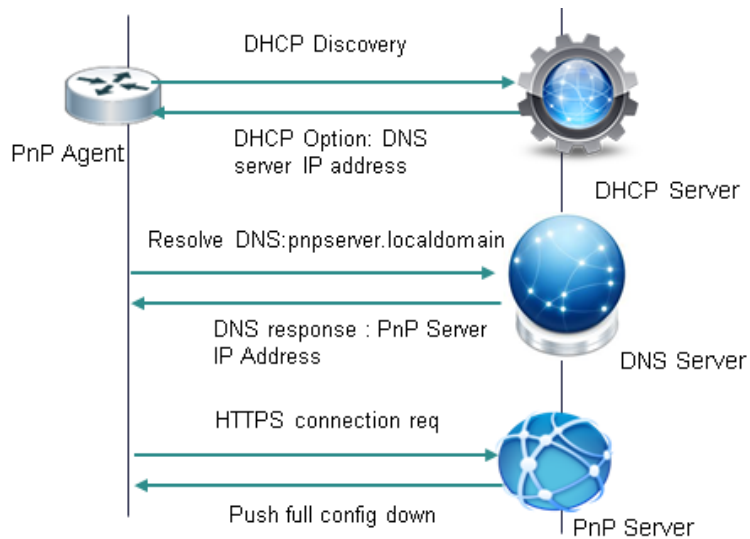 DHCP Discovery
PnP Agent
DHCP Option: DNS
server IP address
DHCP Server
Resolve DNS:pnpserver.localdomain
DNS response : PnP Server
IP Address
DNS Server
HTTPS connection req
Push full config down
PnP Server